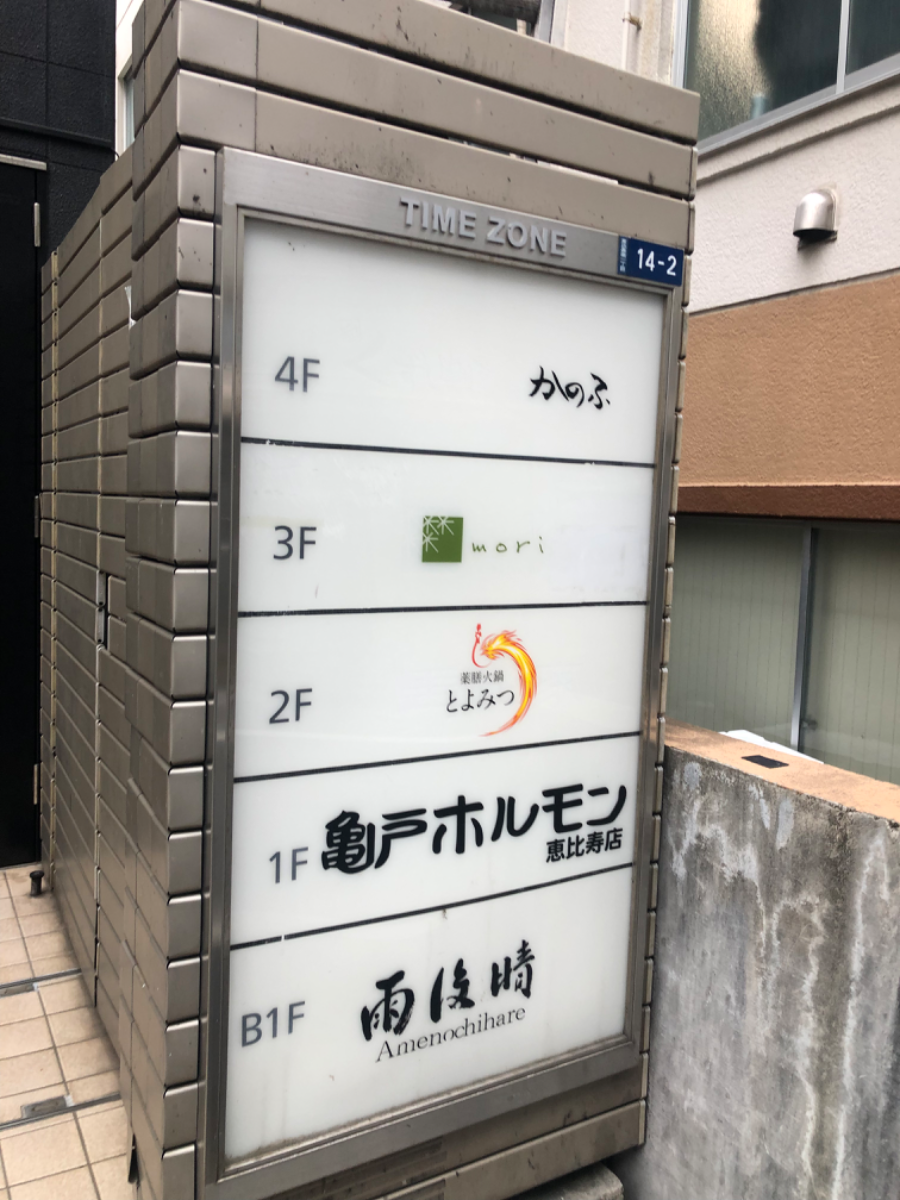 TIME ZONE
14-2
4F
かのふ
3F
mori
2F
薬膳火鍋
とよみつ
1F
亀戸ホルモン
恵比寿店
B1F
雨後晴
Amenochihare